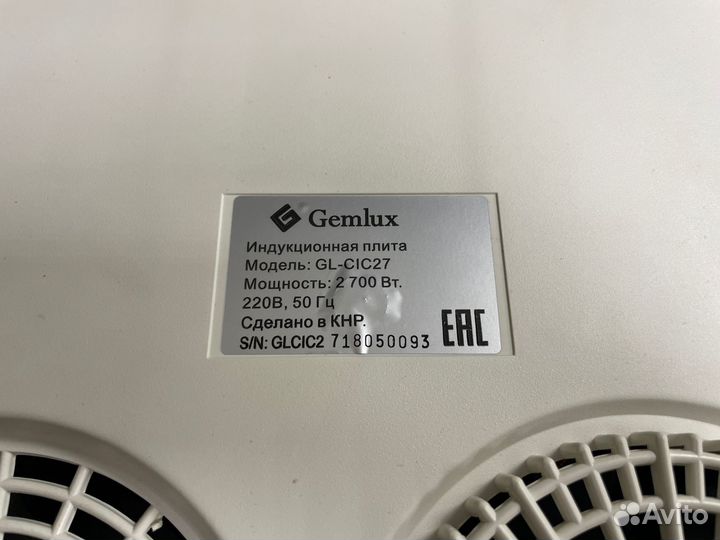 Gemlux
Индукционная плита
Модель: GL-CIC27
Мощность: 2 700 Вт.
220В, 50 Гц
Сделано в КНР.
S/N: GLCIC2 718050093
EAC
Avito